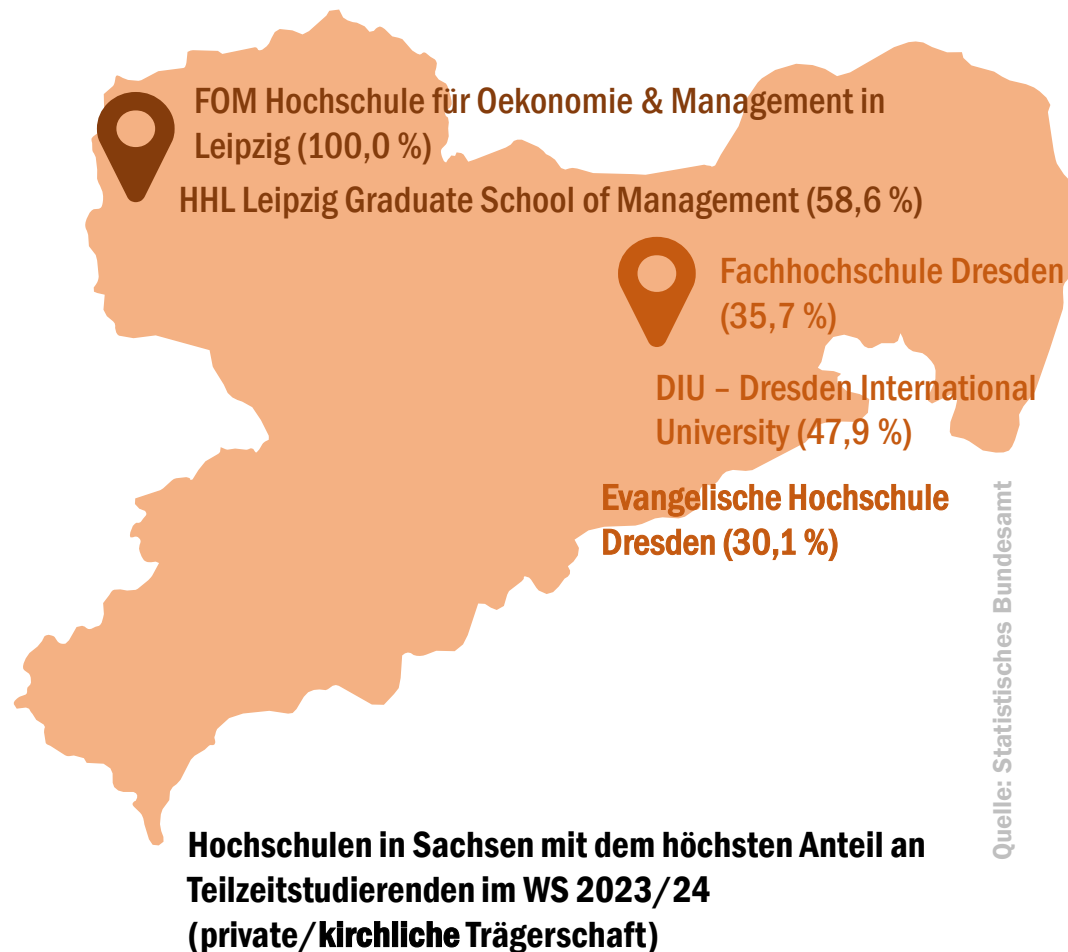 FOM Hochschule für Oekonomie & Management in
Leipzig (100,0 %)
HHL Leipzig Graduate School of Management (58,6 %)
Fachhochschule Dresden
(35,7 %)
DIU – Dresden International
University (47,9 %)
Evangelische Hochschule
Dresden (30,1 %)
Quelle: Statistisches Bundesamt
Hochschulen in Sachsen mit dem höchsten Anteil an
Teilzeitstudierenden im WS 2023/24
(private/kirchliche Trägerschaft)